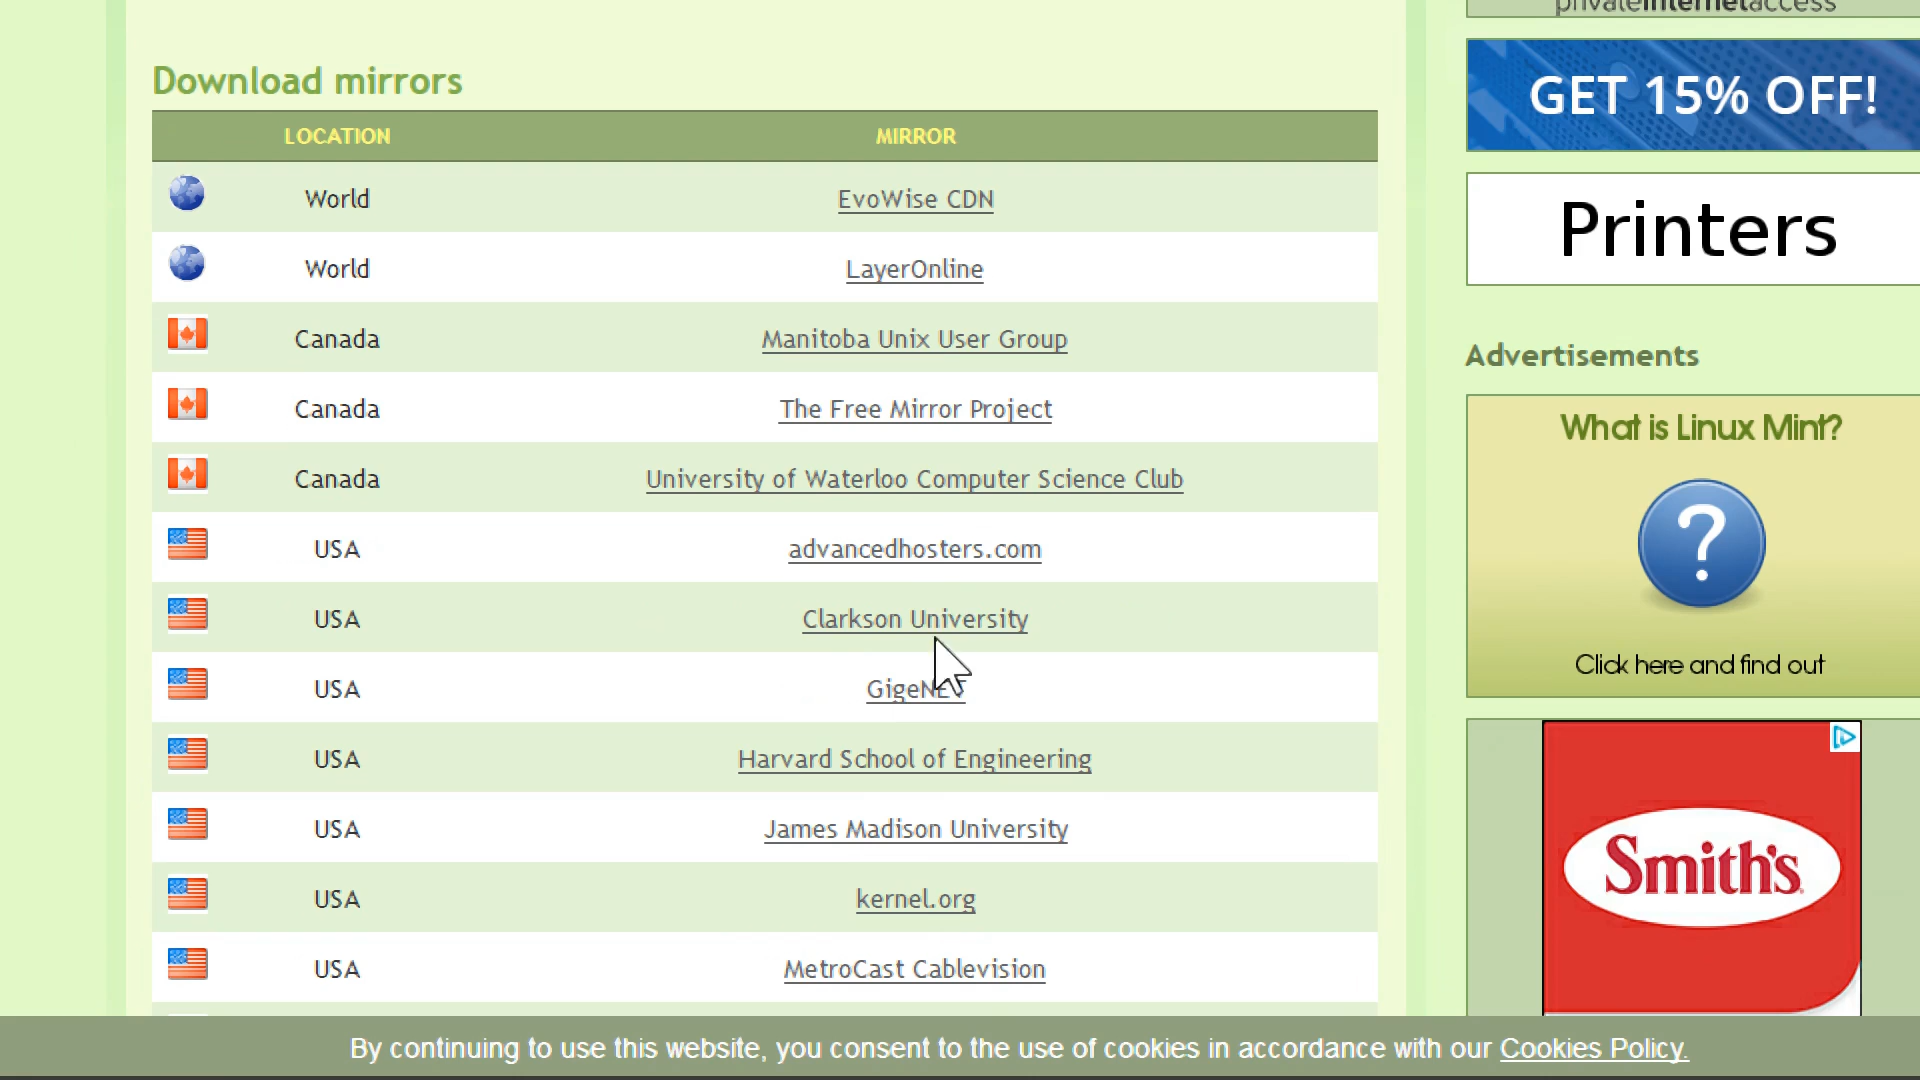 privateinternetaccess
Download mirrors
LOCATION MIRROR
World EvoWise CDN
World LayerOnline
Canada Manitoba Unix User Group
Canada The Free Mirror Project
Canada University of Waterloo Computer Science Club
USA advancedhosters.com
USA Clarkson University
USA GigeNET
USA Harvard School of Engineering
USA James Madison University
USA kernel.org
USA MetroCast Cablevision
GET 15% OFF!
Printers
Advertisements
What is Linux Mint?
?
Click here and find out
Smith's
By continuing to use this website, you consent to the use of cookies in accordance with our Cookies Policy.